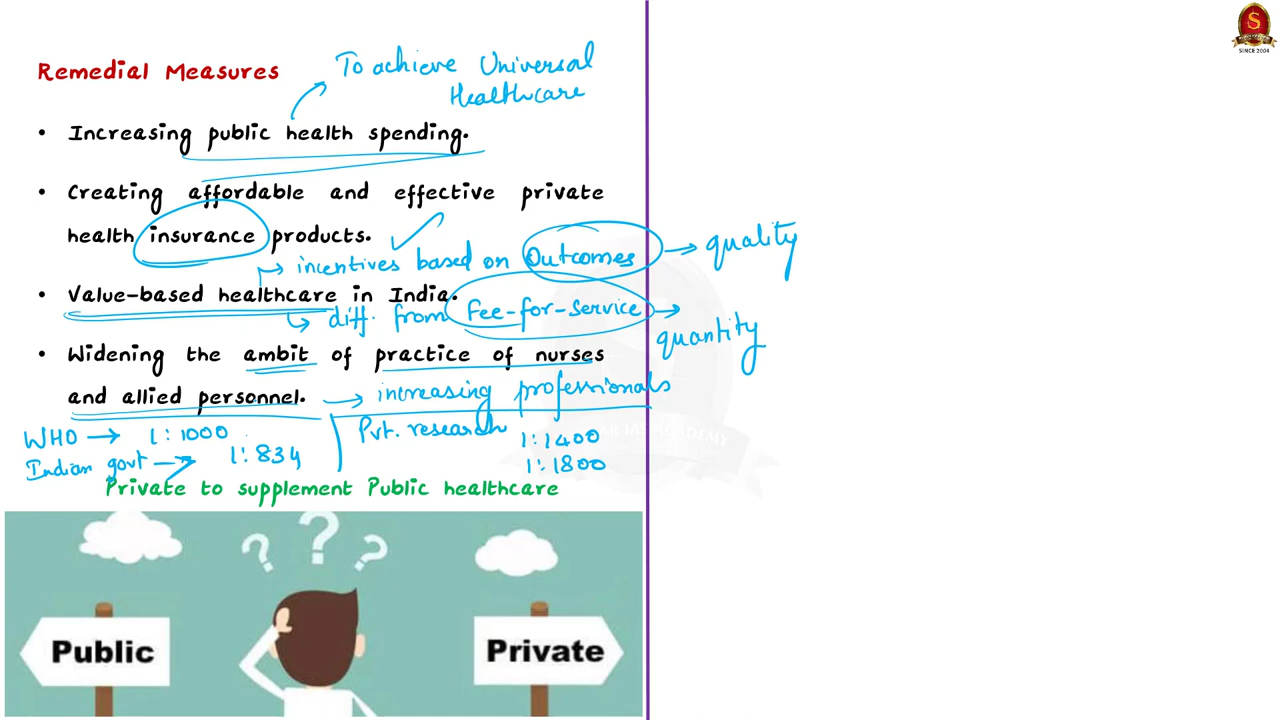 S
SINCE 2004
Remedial Measures
To achieve Universal
Healthcare
• Increasing public health spending.
• Creating affordable and effective private
health insurance products.
incentives based on Outcomes → quality
• Value-based healthcare in India.
diff. from Fee-for-Service →
quantity
• Widening the ambit of practice of nurses
and allied personnel. → increasing professionals
WHO → 1:1000
Indian govt → 1:834
Pvt. research 1:1400
1:1800
Private to supplement Public healthcare
? ? ?
Public
Private